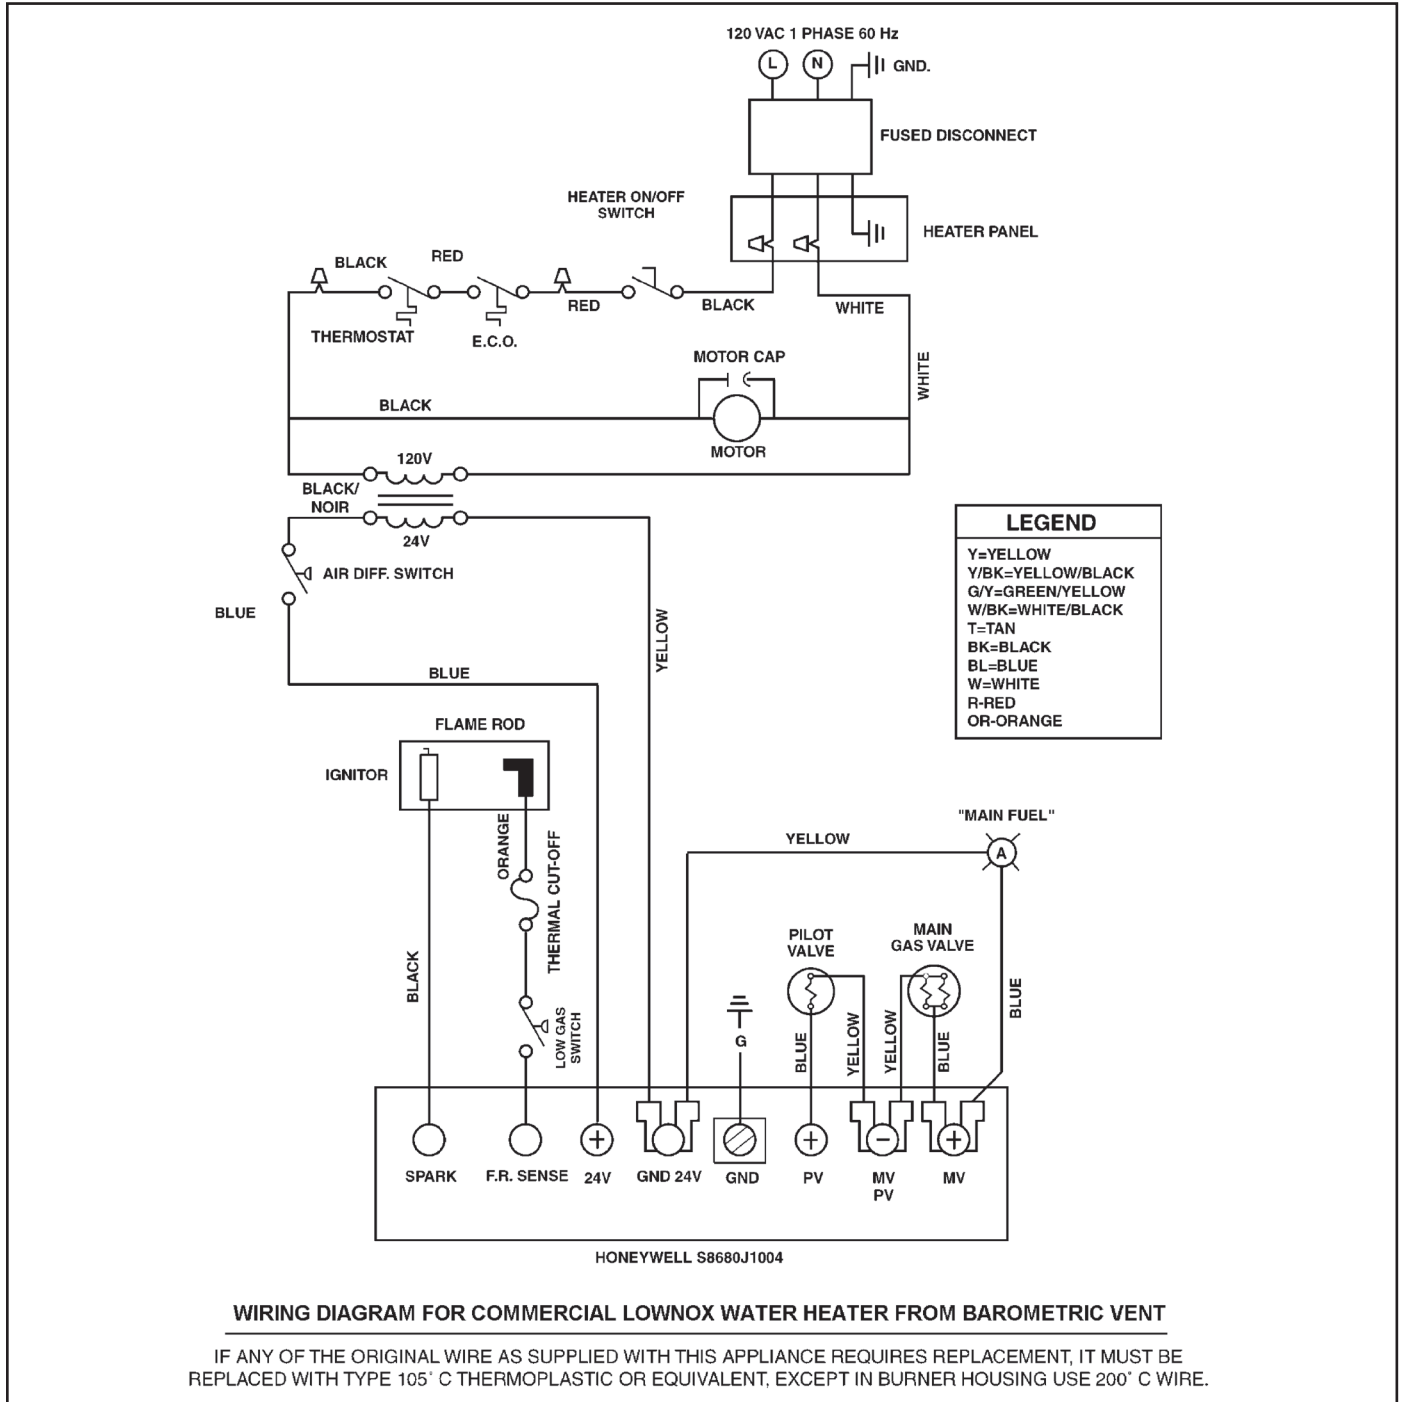 120 VAC 1 PHASE 60 Hz
L
N
GND.
FUSED DISCONNECT
HEATER ON/OFF
SWITCH
HEATER PANEL
BLACK
RED
RED
BLACK
WHITE
THERMOSTAT
E.C.O.
WHITE
MOTOR CAP
BLACK
MOTOR
120V
BLACK/
NOIR
24V
AIR DIFF. SWITCH
BLUE
YELLOW
BLUE
LEGEND
Y=YELLOW
Y/BK=YELLOW/BLACK
G/Y=GREEN/YELLOW
W/BK=WHITE/BLACK
T=TAN
BK=BLACK
BL=BLUE
W=WHITE
R-RED
OR-ORANGE
FLAME ROD
IGNITOR
ORANGE
THERMAL CUT-OFF
"MAIN FUEL"
YELLOW
A
PILOT
VALVE
MAIN
GAS VALVE
BLACK
LOW GAS
SWITCH
G
BLUE
YELLOW
YELLOW
BLUE
BLUE
+
+
−
+
SPARK
F.R. SENSE
24V
GND 24V
GND
PV
MV
PV
MV
HONEYWELL S8680J1004
WIRING DIAGRAM FOR COMMERCIAL LOWNOX WATER HEATER FROM BAROMETRIC VENT
IF ANY OF THE ORIGINAL WIRE AS SUPPLIED WITH THIS APPLIANCE REQUIRES REPLACEMENT, IT MUST BE
REPLACED WITH TYPE 105° C THERMOPLASTIC OR EQUIVALENT, EXCEPT IN BURNER HOUSING USE 200° C WIRE.